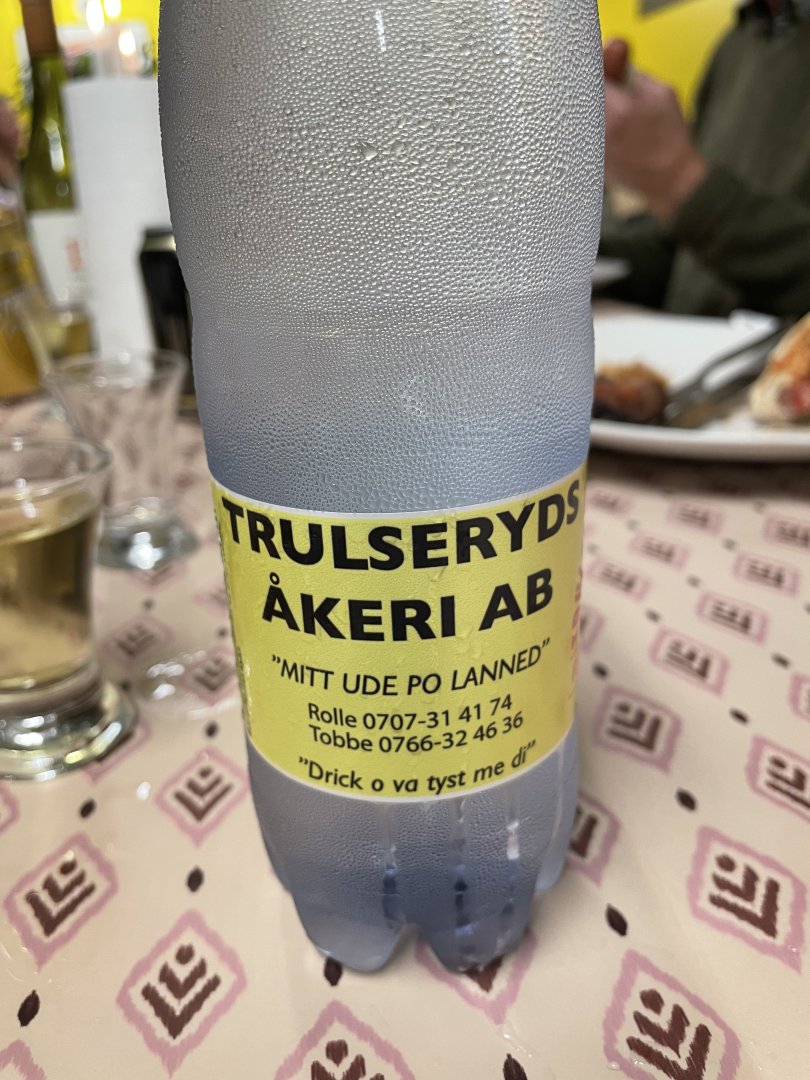 TRULSERYDS
ÅKERI AB
”MITT UDE PO LANNED”
Rolle 0707-31 41 74
Tobbe 0766-32 46 36
”Drick o va tyst me di”